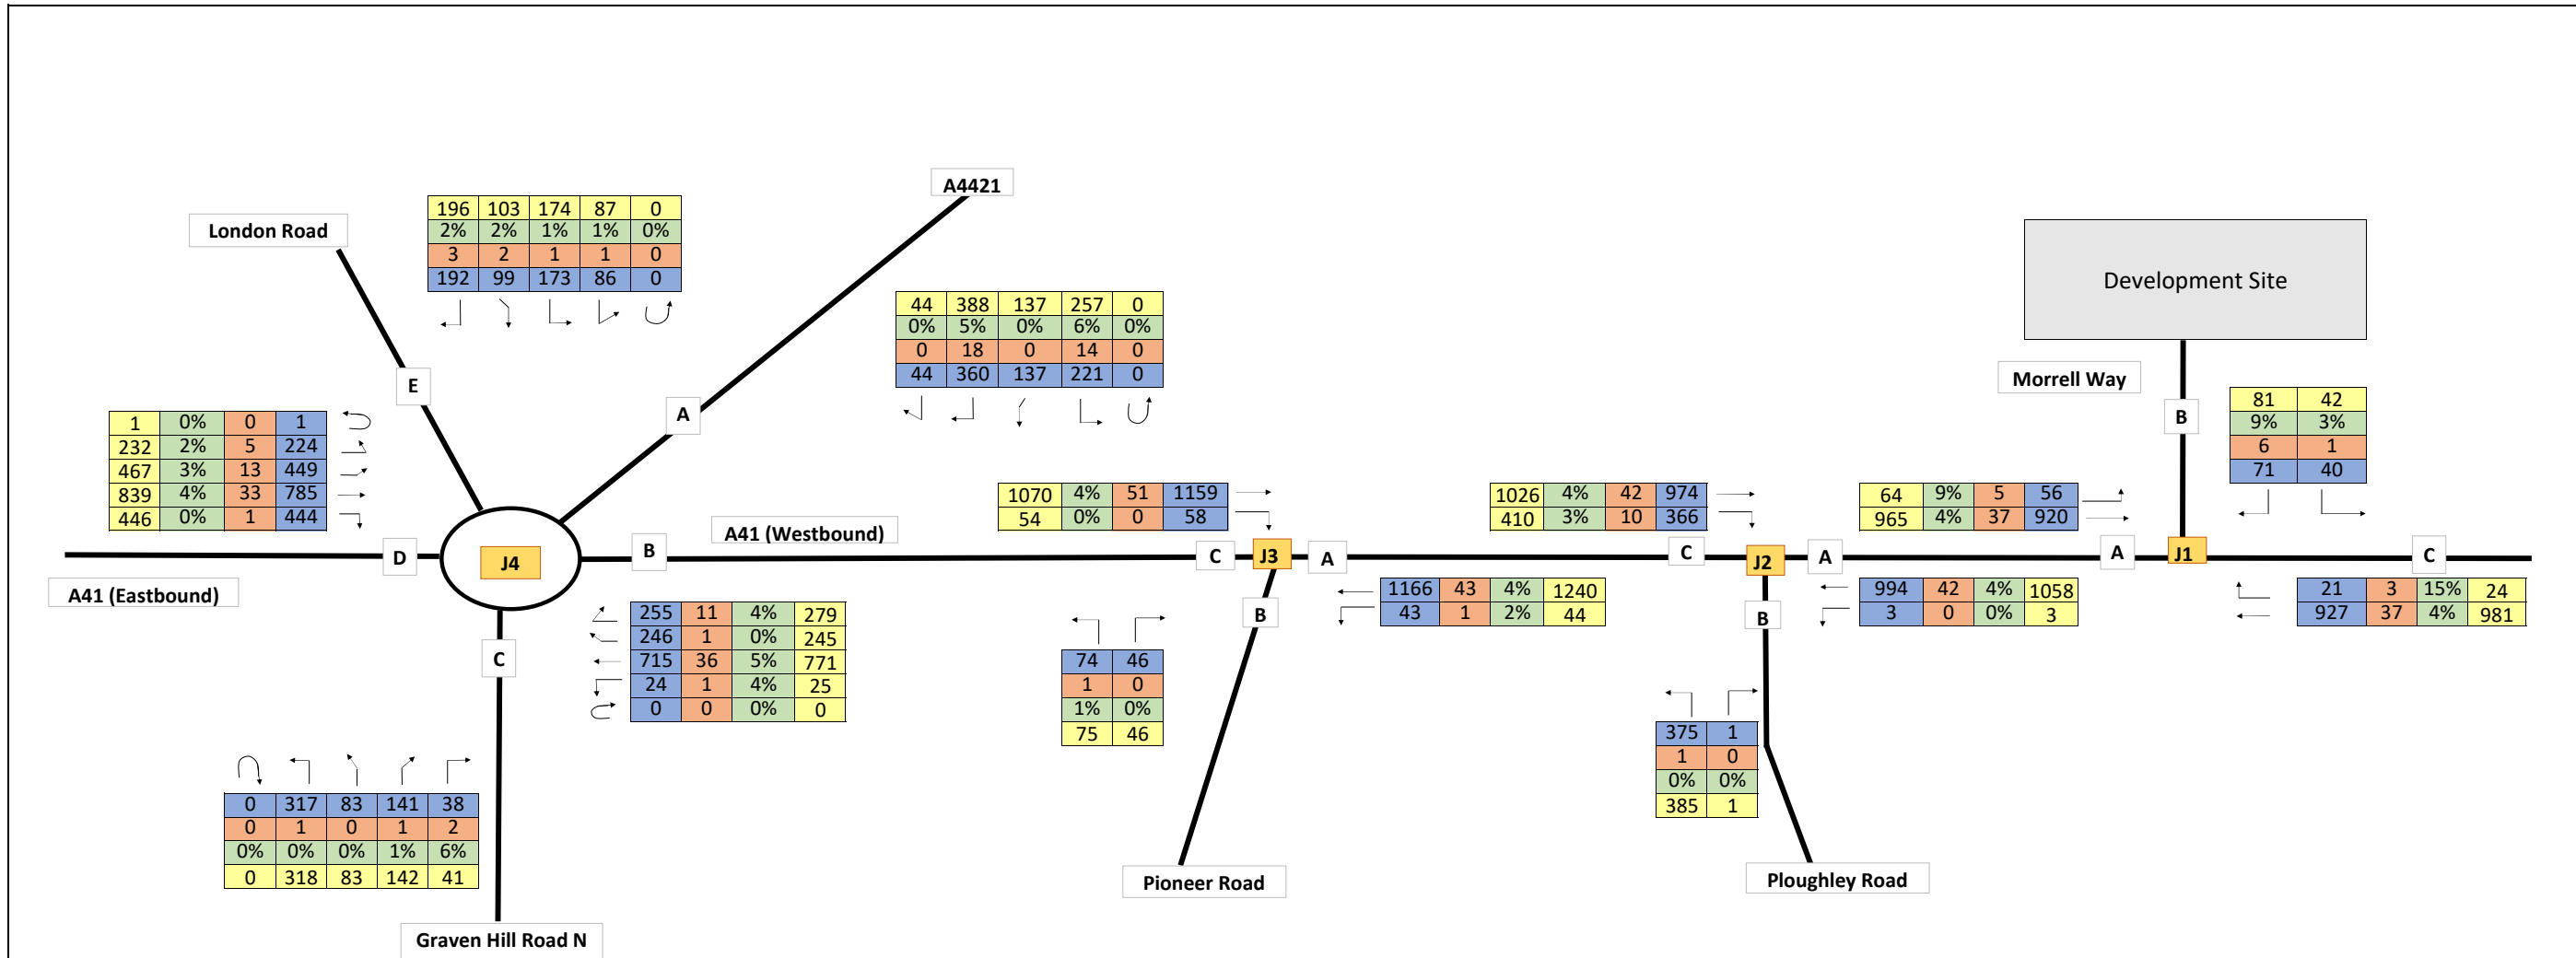 A4421
London Road
196 103 174 87 0
2% 2% 1% 1% 0%
3 2 1 1 0
192 99 173 86 0
Development Site
44 388 137 257 0
0% 5% 0% 6% 0%
0 18 0 14 0
44 360 137 221 0
Morrell Way
E
A
B
81 42
9% 3%
6 1
71 40
1 0% 0 1
232 2% 5 224
467 3% 13 449
839 4% 33 785
446 0% 1 444
1070 4% 51 1159
54 0% 0 58
1026 4% 42 974
410 3% 10 366
64 9% 5 56
965 4% 37 920
A41 (Westbound)
D
J4
B
C
J3
A
C
J2
A
A
J1
C
A41 (Eastbound)
255 11 4% 279
246 1 0% 245
715 36 5% 771
24 1 4% 25
0 0 0% 0
1166 43 4% 1240
43 1 2% 44
994 42 4% 1058
3 0 0% 3
21 3 15% 24
927 37 4% 981
C
B
B
74 46
1 0
1% 0%
75 46
375 1
1 0
0% 0%
385 1
0 317 83 141 38
0 1 0 1 2
0% 0% 0% 1% 6%
0 318 83 142 41
Pioneer Road
Ploughley Road
Graven Hill Road N